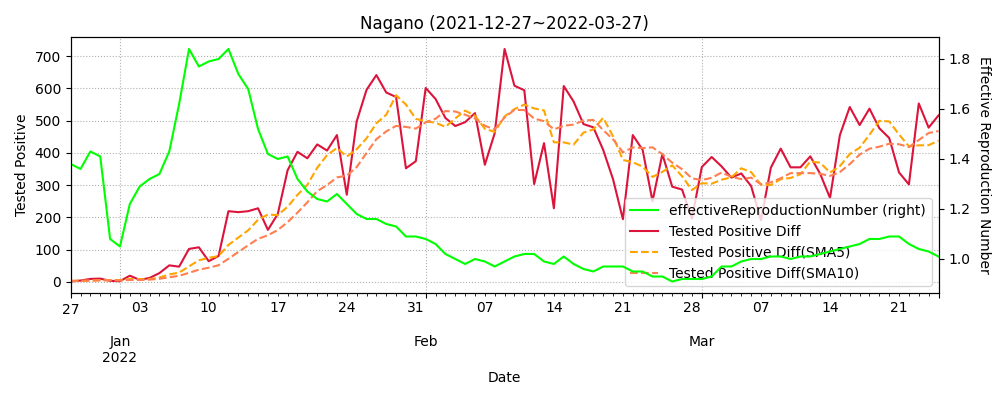 Nagano (2021-12-27~2022-03-27)
Tested Positive
700
600
500
400
300
200
100
0
1.8
1.6
1.4
1.2
1.0
Effective Reproduction Number
effectiveReproductionNumber (right)
Tested Positive Diff
Tested Positive Diff(SMA5)
Tested Positive Diff(SMA10)
27 03 10 17 24 31 07 14 21 28 07 14 21
Jan Feb Mar
2022
Date